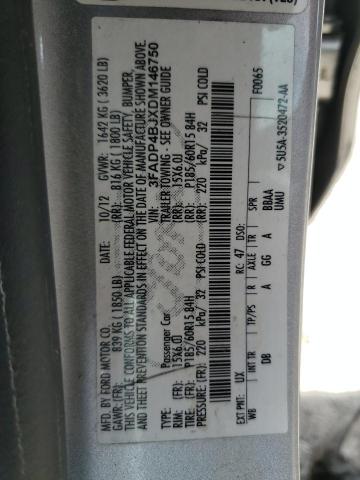 MFD. BY FORD MOTOR CO.
DATE: 10/12 GVWR: 1642 KG ( 3620 LB)
GAWR: (FR): 839 KG (1850 LB) (RR): 816 KG (1800 LB)
THIS VEHICLE CONFORMS TO ALL APPLICABLE FEDERAL MOTOR VEHICLE SAFETY, BUMPER,
AND THEFT PREVENTION STANDARDS IN EFFECT ON THE DATE OF MANUFACTURE SHOWN ABOVE.
VIN: 3FADP4BJXDM146750
TYPE: Passenger Car TRAILER TOWING - SEE OWNER GUIDE
RIM: (FR): 15X6.0J (RR): 15X6.0J
TIRES: (FR): P185/60R15 84H (RR): P185/60R15 84H
PRESSURE: (FR): 220 kPa/ 32 PSI COLD (RR): 220 kPa/ 32 PSI COLD
EXT PNT: UX RC: 47 DSO: F0065
WB INT TR TP/PS R AXLE TR SPR
DB A GG A BBAA
UMU
5U5A-3520472-AA